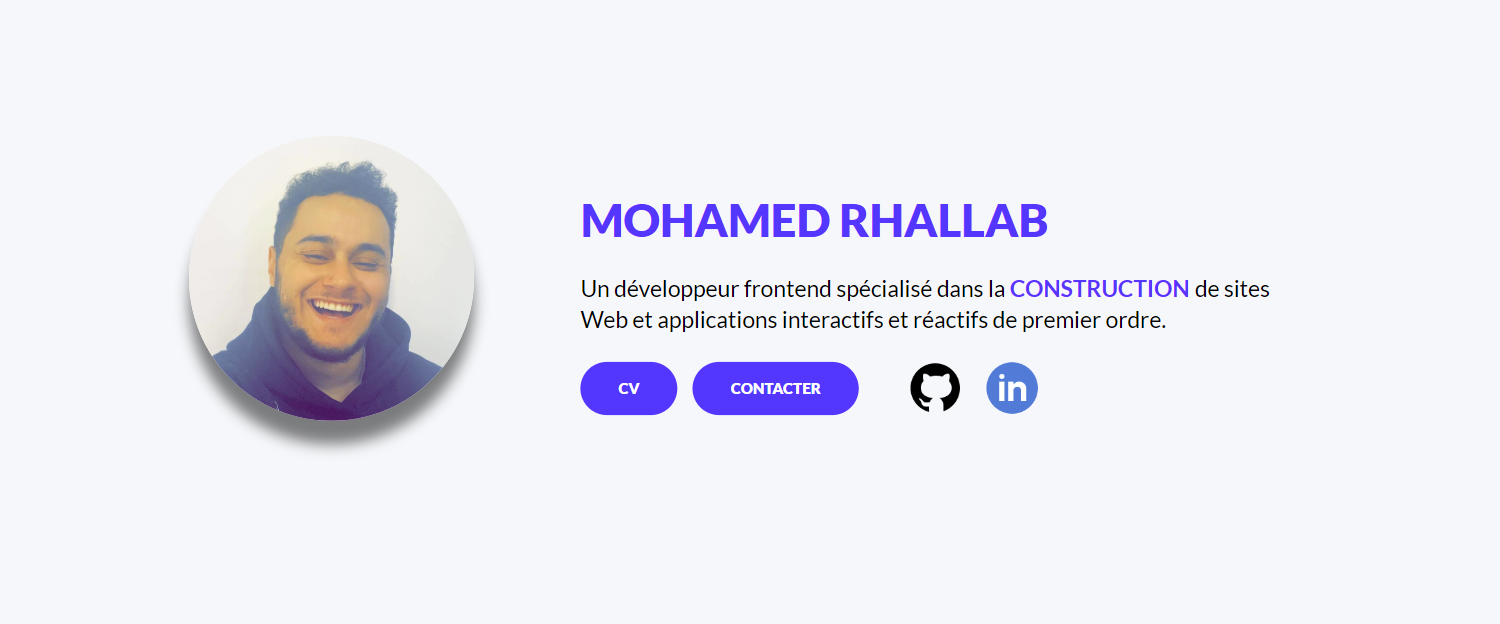 MOHAMED RHALLAB
Un développeur frontend spécialisé dans la CONSTRUCTION de sites
Web et applications interactifs et réactifs de premier ordre.
CV CONTACTER in